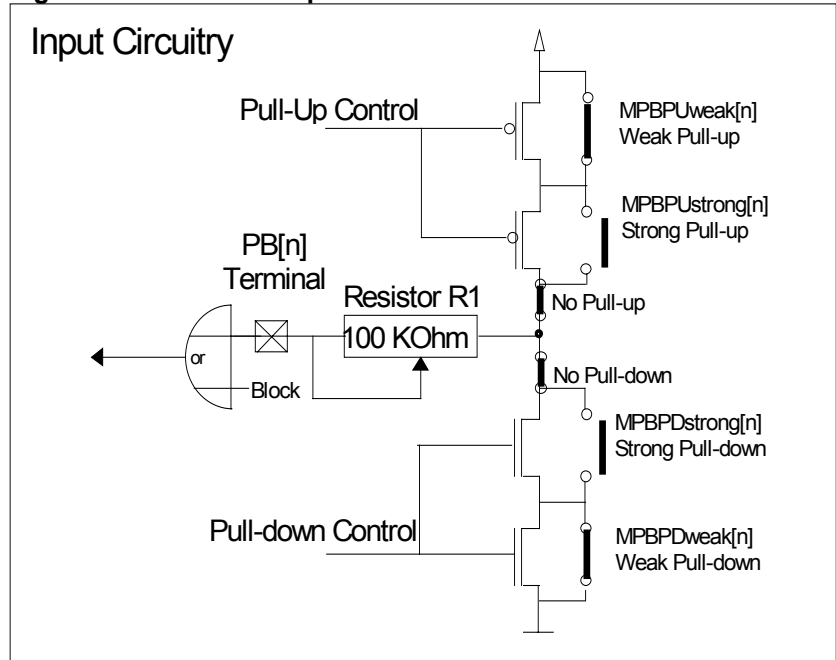 Input Circuitry
Pull-Up Control
MPBPUweak[n]
Weak Pull-up
MPBPUstrong[n]
Strong Pull-up
PB[n]
Terminal
Resistor R1
100 KOhm
No Pull-up
or
Block
No Pull-down
MPBPDstrong[n]
Strong Pull-down
Pull-down Control
MPBPDweak[n]
Weak Pull-down